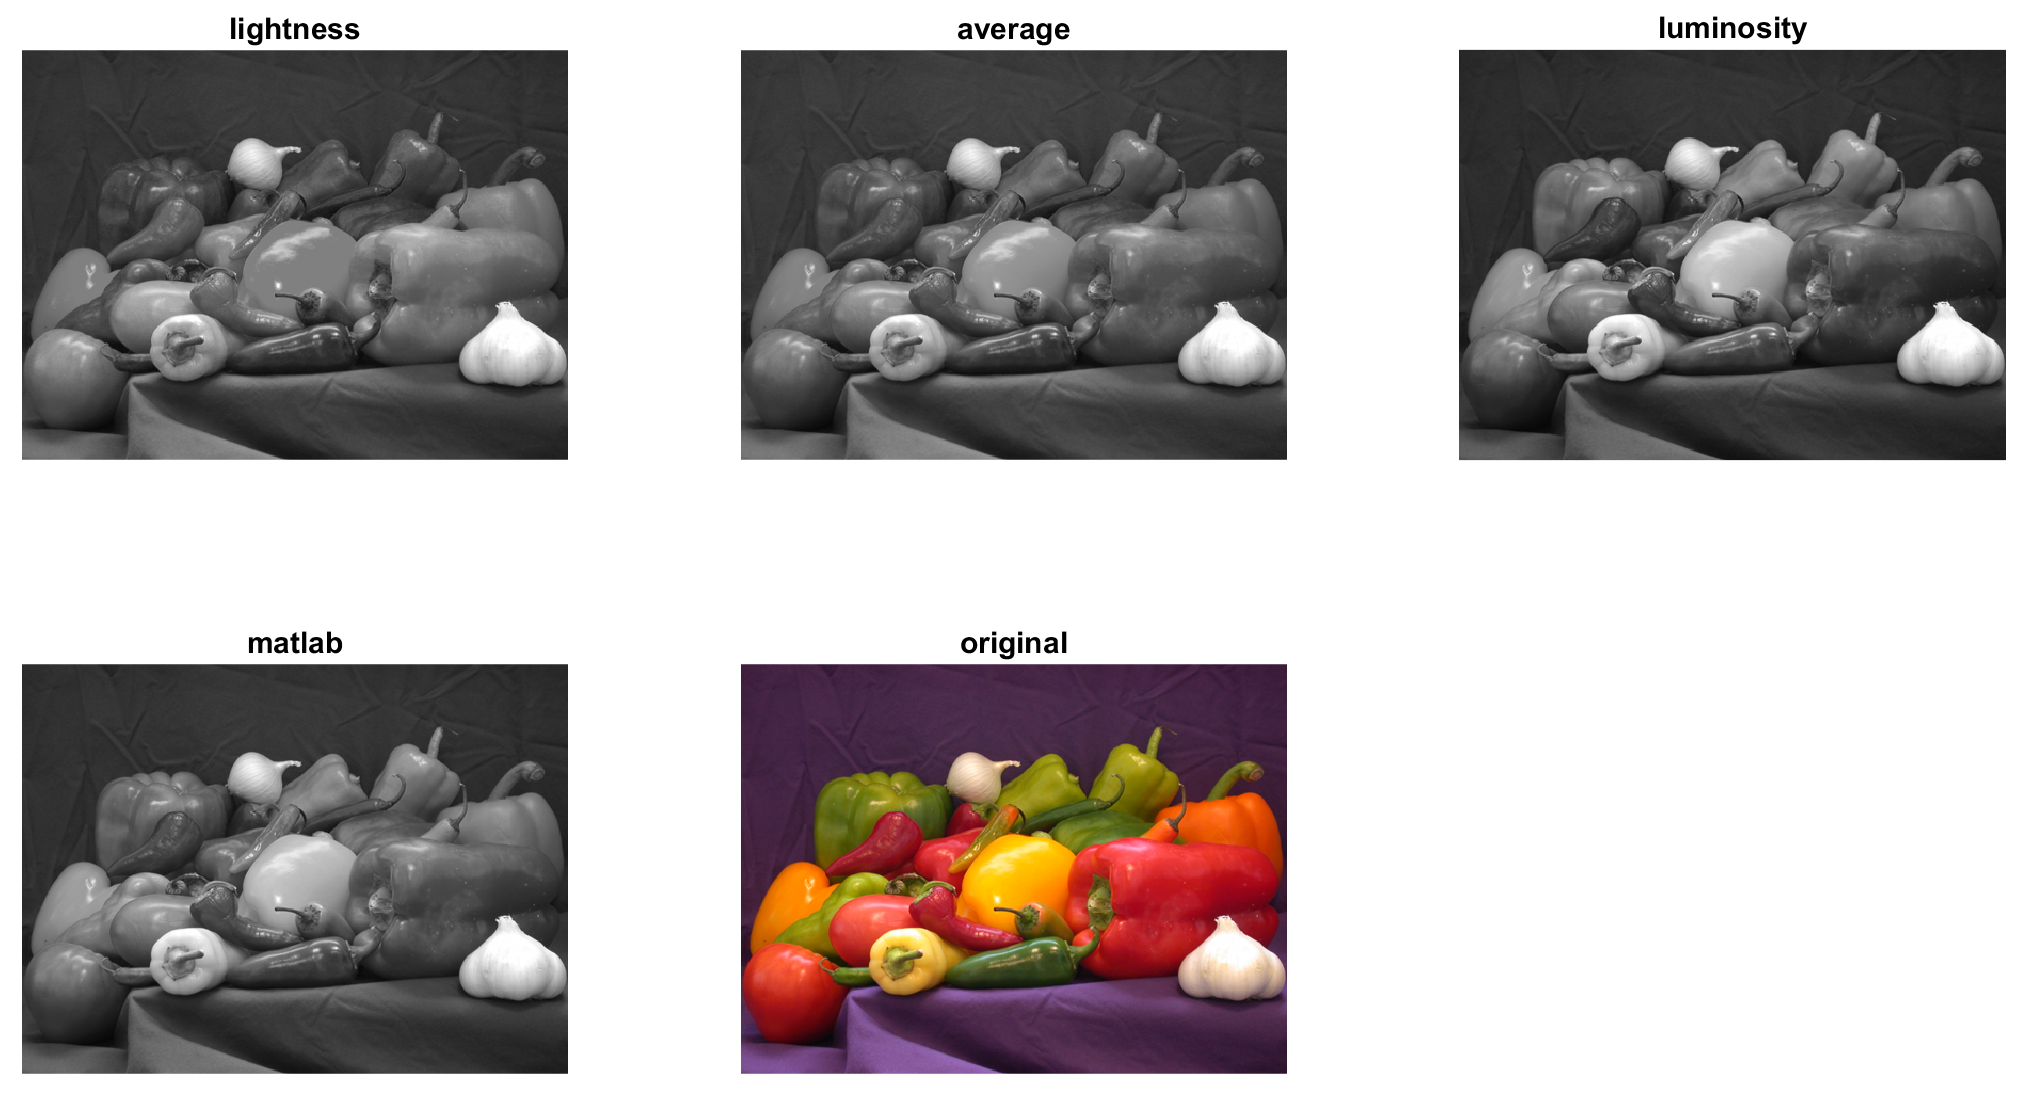 lightness
average
luminosity
matlab
original